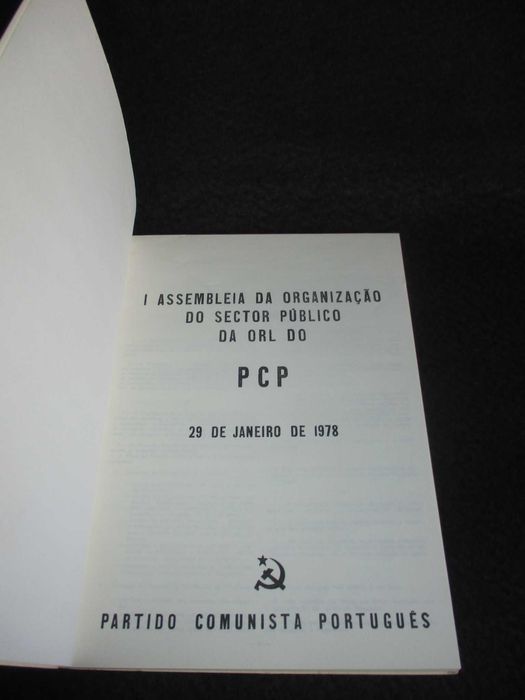 I ASSEMBLEIA DA ORGANIZAÇÃO
DO SECTOR PÚBLICO
DA ORL DO
PCP
29 DE JANEIRO DE 1978
PARTIDO COMUNISTA PORTUGUÊS